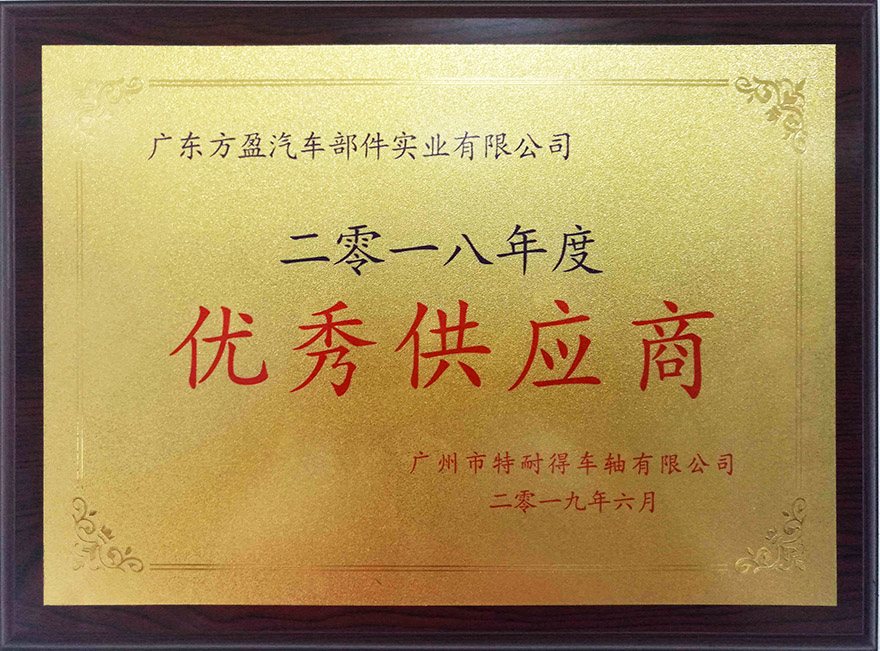 广东方盈汽车部件实业有限公司
二零一八年度
优秀供应商
广州市特耐得车轴有限公司
二零一九年六月